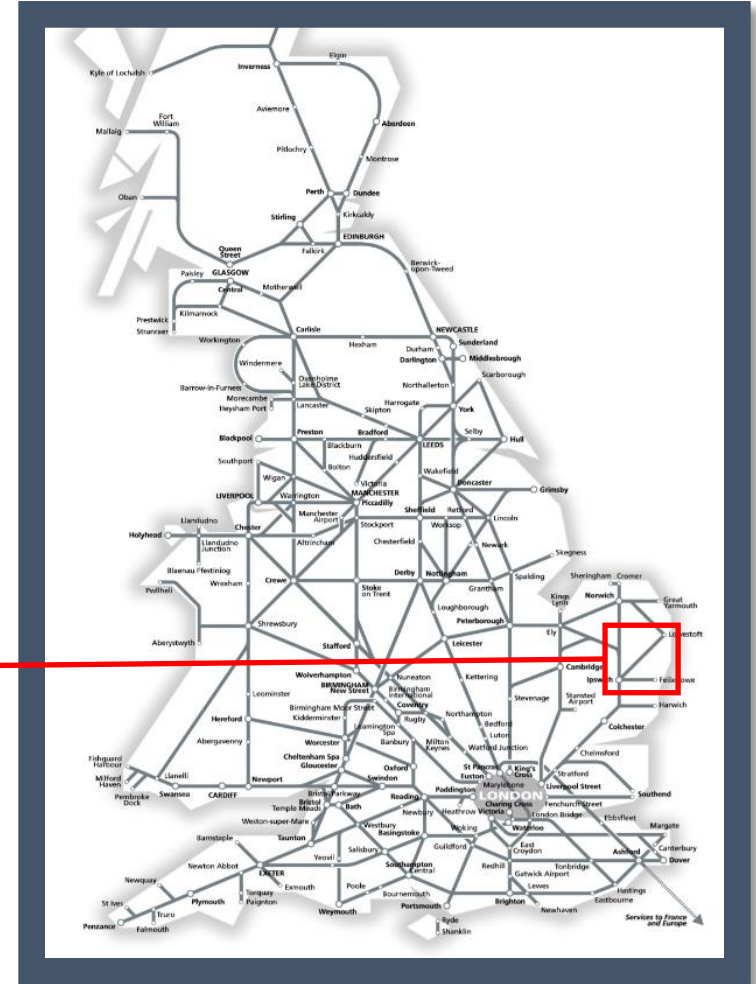 Elgin
Inverness
Kyle of Lochalsh
Aviemore
Fort
William
Mallaig
Aberdeen
Pitlochry
Montrose
Perth
Dundee
Oban
Stirling
Kirkcaldy
EDINBURGH
Queen
Street
Falkirk
GLASGOW
Paisley
Central
Motherwell
Berwick-
upon-Tweed
Prestwick
Kilmarnock
Stranraer
Carlisle
NEWCASTLE
Workington
Hexham
Sunderland
Durham
Darlington
Middlesbrough
Windermere
Scarborough
Oxenholme
Lake District
Northallerton
Barrow-in-Furness
Morecambe
Heysham Port
Lancaster
Harrogate
York
Skipton
Preston
Bradford
Selby
Blackpool
Blackburn
LEEDS
Hull
Huddersfield
Southport
Bolton
Wakefield
Wigan
Victoria
MANCHESTER
Doncaster
Grimsby
LIVERPOOL
Warrington
Piccadilly
Manchester
Airport
Sheffield
Retford
Llandudno
Chester
Stockport
Worksop
Lincoln
Holyhead
Llandudno
Junction
Altrincham
Chesterfield
Newark
Skegness
Blaenau Ffestiniog
Wrexham
Crewe
Stoke
on Trent
Derby
Nottingham
Spalding
Sheringham
Cromer
Pwllheli
Grantham
Kings
Lynn
Norwich
Great
Yarmouth
Loughborough
Shrewsbury
Peterborough
Ely
Lowestoft
Aberystwyth
Stafford
Leicester
Wolverhampton
Nuneaton
Cambridge
BIRMINGHAM
New Street
Birmingham
International
Kettering
Ipswich
Felixstowe
Leominster
Birmingham Moor Street
Coventry
Stevenage
Stansted
Airport
Harwich
Hereford
Kidderminster
Rugby
Northampton
Leamington
Spa
Bedford
Colchester
Abergavenny
Worcester
Banbury
Milton
Keynes
Luton
Watford Junction
Chelmsford
Fishguard
Harbour
Cheltenham Spa
Gloucester
Oxford
St Pancras
King's
Cross
Euston
Stratford
Milford
Haven
Llanelli
Newport
Swindon
Marylebone
Liverpool Street
Pembroke
Dock
Swansea
CARDIFF
Bristol Parkway
Reading
Paddington
LONDON
Southend
Bristol
Temple Meads
Bath
Charing Cross
Fenchurch Street
Newbury
Heathrow
Victoria
London Bridge
Ebbsfleet
Weston-super-Mare
Westbury
Waterloo
Margate
Barnstaple
Taunton
Basingstoke
Woking
East
Croydon
Canterbury
Newton Abbot
Yeovil
Salisbury
Guildford
Ashford
EXETER
Southampton
Central
Redhill
Tonbridge
Dover
Newquay
Gatwick Airport
Exmouth
Poole
Lewes
Hastings
St Ives
Plymouth
Torquay
Paignton
Bournemouth
Eastbourne
Truro
Weymouth
Portsmouth
Brighton
Newhaven
Penzance
Falmouth
Ryde
Shanklin
Services to France
and Europe